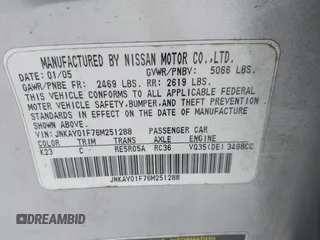 MANUFACTURED BY NISSAN MOTOR CO.,LTD.
DATE: 01/05 GVWR/PNBV: 5066 LBS.
GAWR/PNBE FR: 2469 LBS. RR: 2619 LBS.
THIS VEHICLE CONFORMS TO ALL APPLICABLE FEDERAL
MOTOR VEHICLE SAFETY, BUMPER, AND THEFT PREVENTION
STANDARDS IN EFFECT ON THE DATE OF MANUFACTURE
SHOWN ABOVE.
VIN: JNKAY01F76M251288 PASSENGER CAR
COLOR TRIM TRANS AXLE ENGINE
K23 C RE5R05A RC36 VQ35(DE) 3498CC
JNKAY01F76M251288
AutoBidMaster